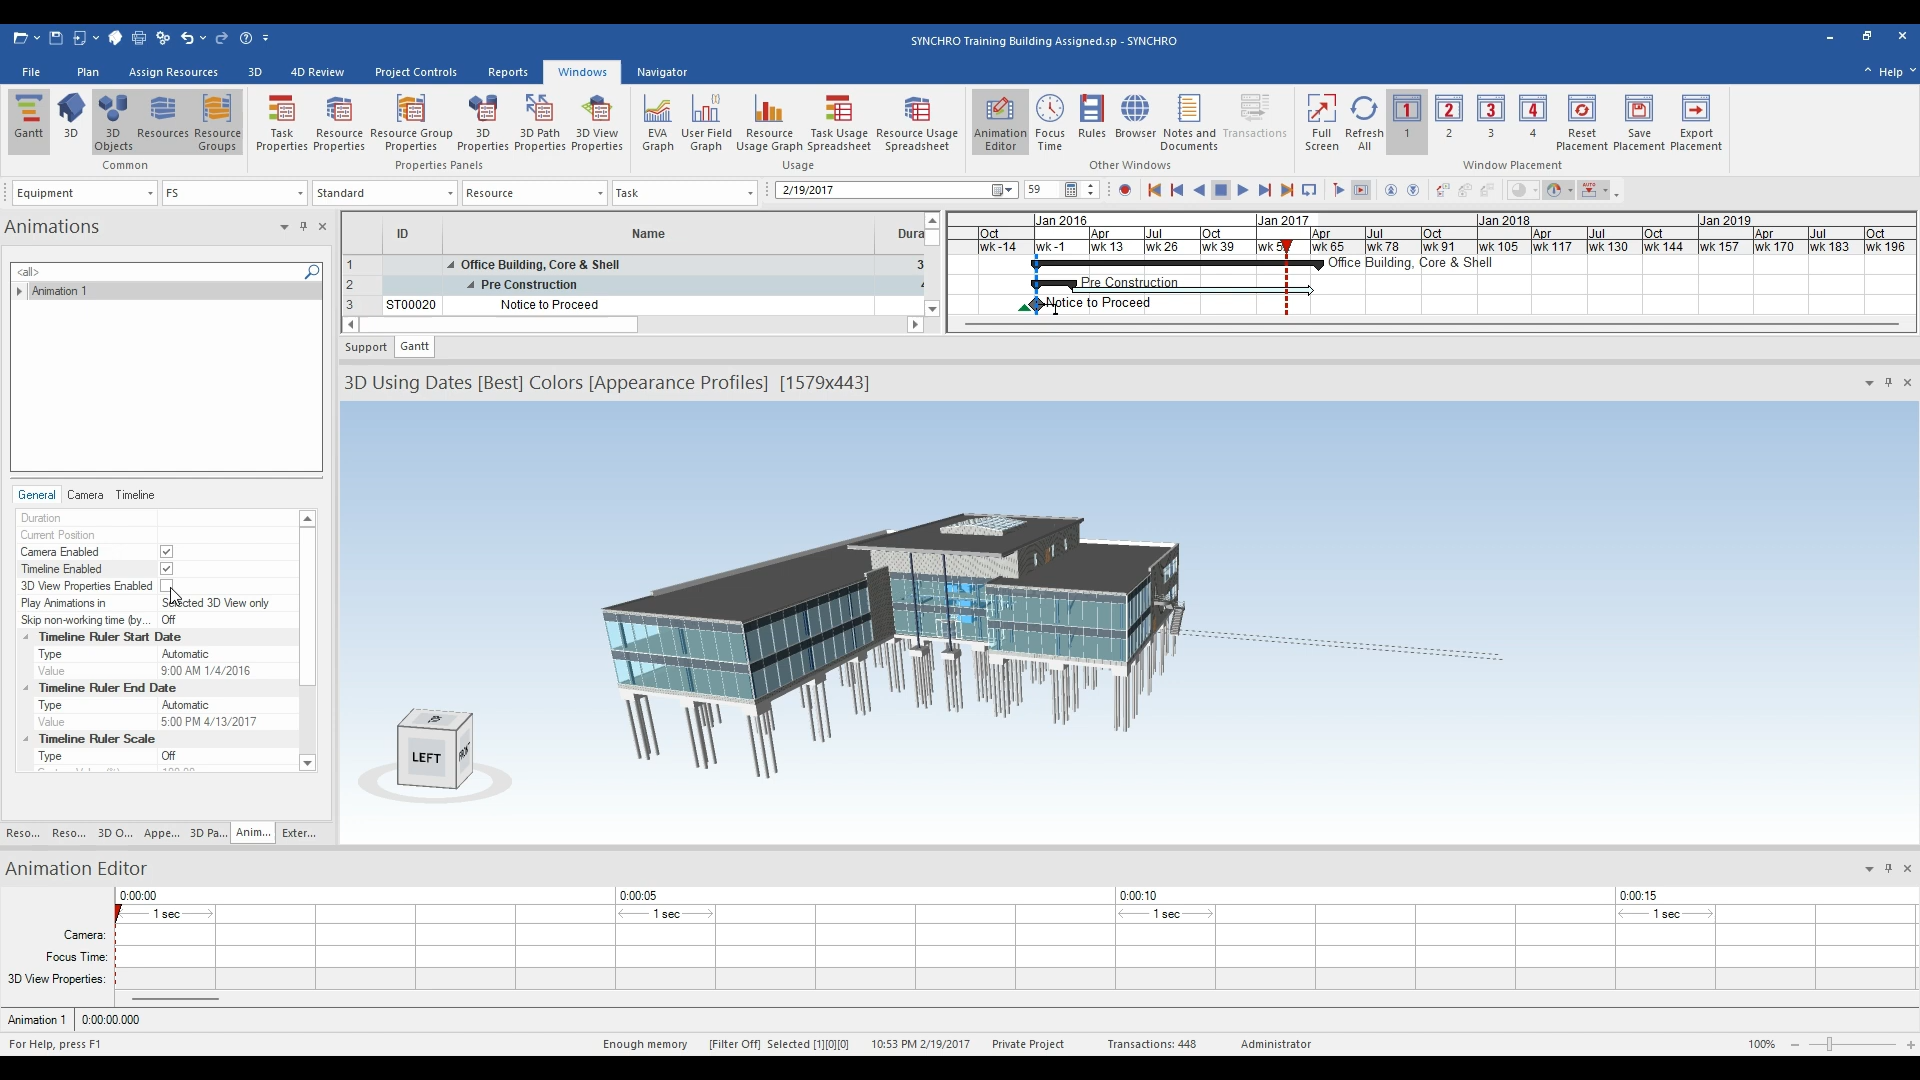 SYNCHRO Training Building Assigned.sp - SYNCHRO
File Plan Assign Resources 3D 4D Review Project Controls Reports Windows Navigator Help
Gantt
3D
3D Objects
Resources
Resource Groups
Common
Task Properties
Resource Properties
Resource Group Properties
3D Properties
3D Path Properties
3D View Properties
Properties Panels
EVA Graph
User Field Graph
Resource Usage Graph
Task Usage Spreadsheet
Resource Usage Spreadsheet
Usage
Animation Editor
Focus Time
Rules
Browser
Notes and Documents
Transactions
Other Windows
Full Screen
Refresh All
1 1
2 2
3 3
4 4
Reset Placement
Save Placement
Export Placement
Window Placement
Equipment FS Standard Resource Task 2/19/2017 59
Animations
<all>
Animation 1
General Camera Timeline
Duration
Current Position
Camera Enabled
Timeline Enabled
3D View Properties Enabled
Play Animations in Selected 3D View only
Skip non-working time (by... Off
Timeline Ruler Start Date
Type Automatic
Value 9:00 AM 1/4/2016
Timeline Ruler End Date
Type Automatic
Value 5:00 PM 4/13/2017
Timeline Ruler Scale
Type Off
Reso... Reso... 3D O... Appe... 3D Pa... Anim... Exter...
ID Name Dura
1 Office Building, Core & Shell 3
2 Pre Construction
3 ST00020 Notice to Proceed
Support Gantt
Jan 2016 Jan 2017 Jan 2018 Jan 2019
Oct Apr Jul Oct Apr Jul Oct Apr Jul Oct Apr Jul Oct
wk -14 wk -1 wk 13 wk 26 wk 39 wk 5 wk 65 wk 78 wk 91 wk 105 wk 117 wk 130 wk 144 wk 157 wk 170 wk 183 wk 196
Office Building, Core & Shell
Pre Construction
Notice to Proceed
3D Using Dates [Best] Colors [Appearance Profiles] [1579x443]
LEFT
FRONT
Animation Editor
0:00:00 0:00:05 0:00:10 0:00:15
1 sec 1 sec 1 sec 1 sec
Camera:
Focus Time:
3D View Properties:
Animation 1 0:00:00.000
For Help, press F1 Enough memory [Filter Off] Selected [1][0][0] 10:53 PM 2/19/2017 Private Project Transactions: 448 Administrator 100%